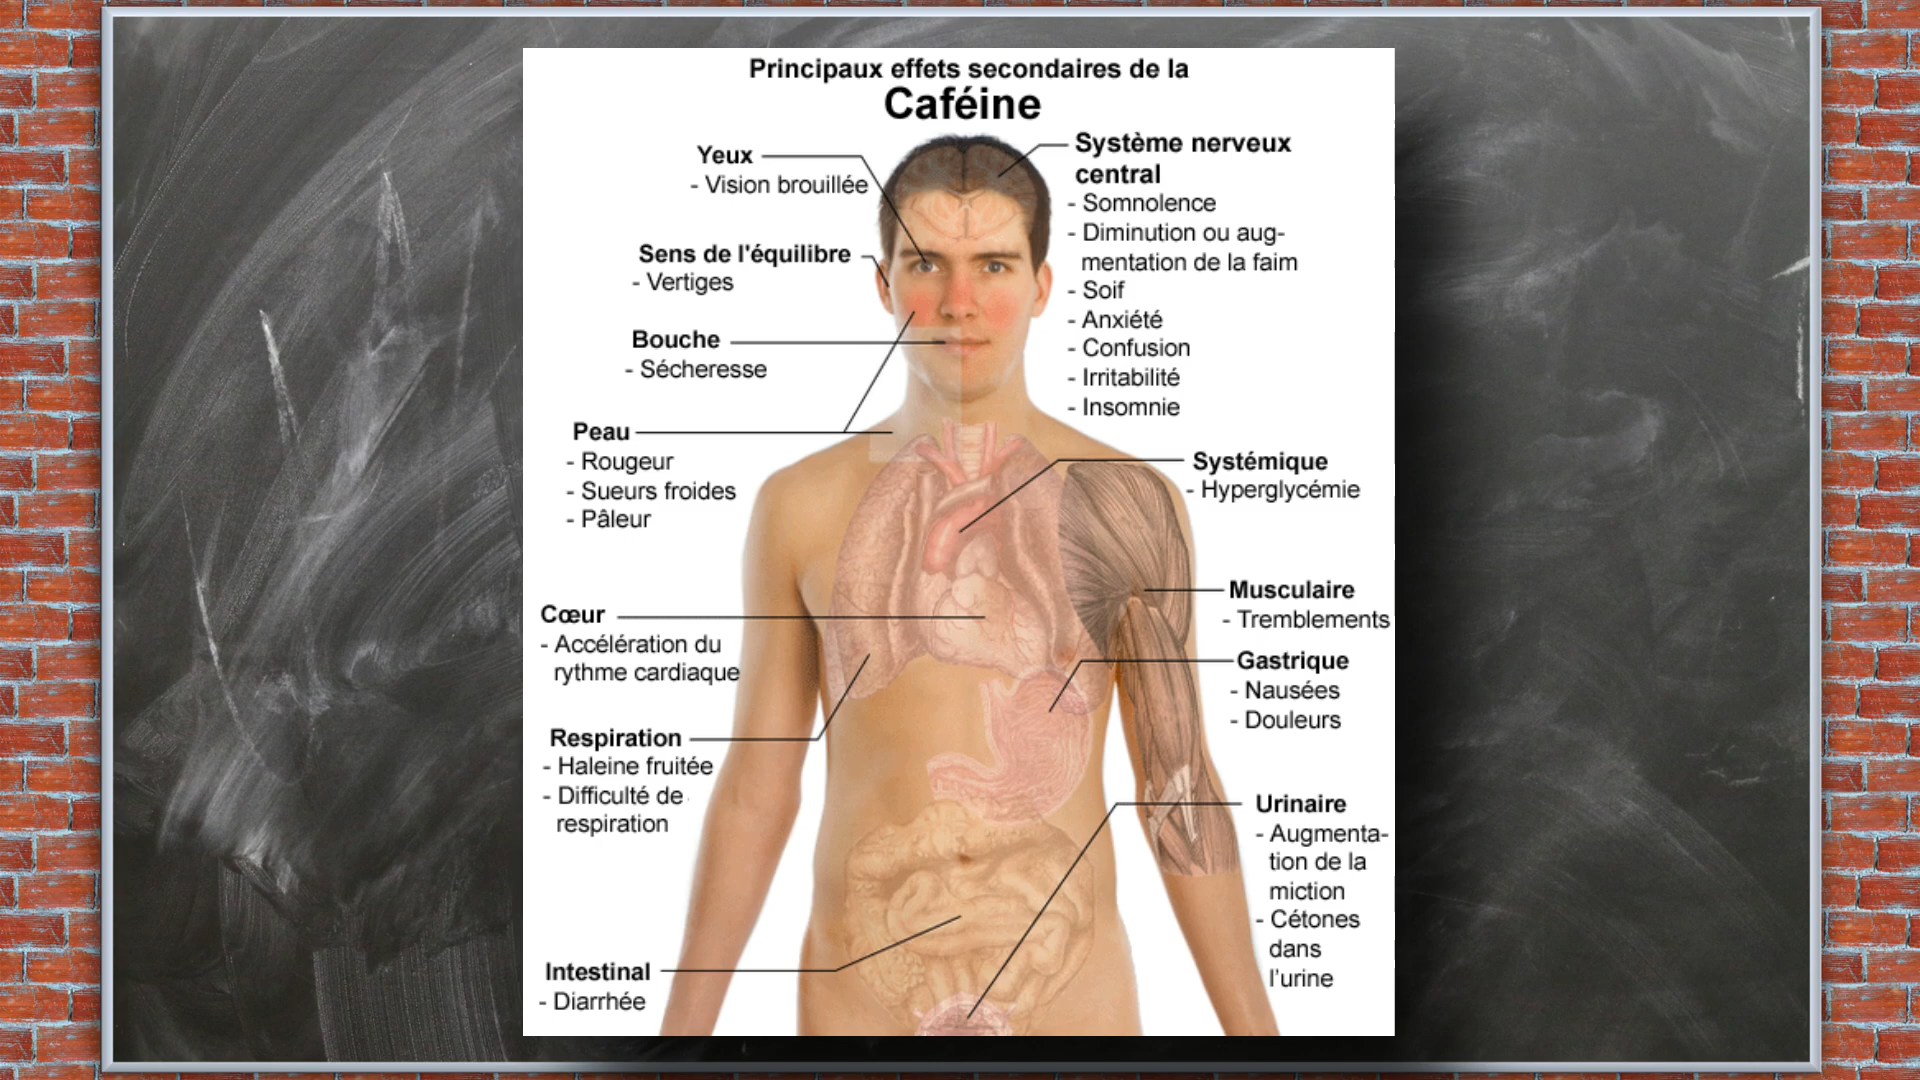 Principaux effets secondaires de la
Caféine
Yeux
- Vision brouillée
Sens de l'équilibre
- Vertiges
Bouche
- Sécheresse
Peau
- Rougeur
- Sueurs froides
- Pâleur
Cœur
- Accélération du
rythme cardiaque
Respiration
- Haleine fruitée
- Difficulté de
respiration
Intestinal
- Diarrhée
Système nerveux
central
- Somnolence
- Diminution ou aug-
mentation de la faim
- Soif
- Anxiété
- Confusion
- Irritabilité
- Insomnie
Systémique
- Hyperglycémie
Musculaire
- Tremblements
Gastrique
- Nausées
- Douleurs
Urinaire
- Augmenta-
tion de la
miction
- Cétones
dans
l'urine